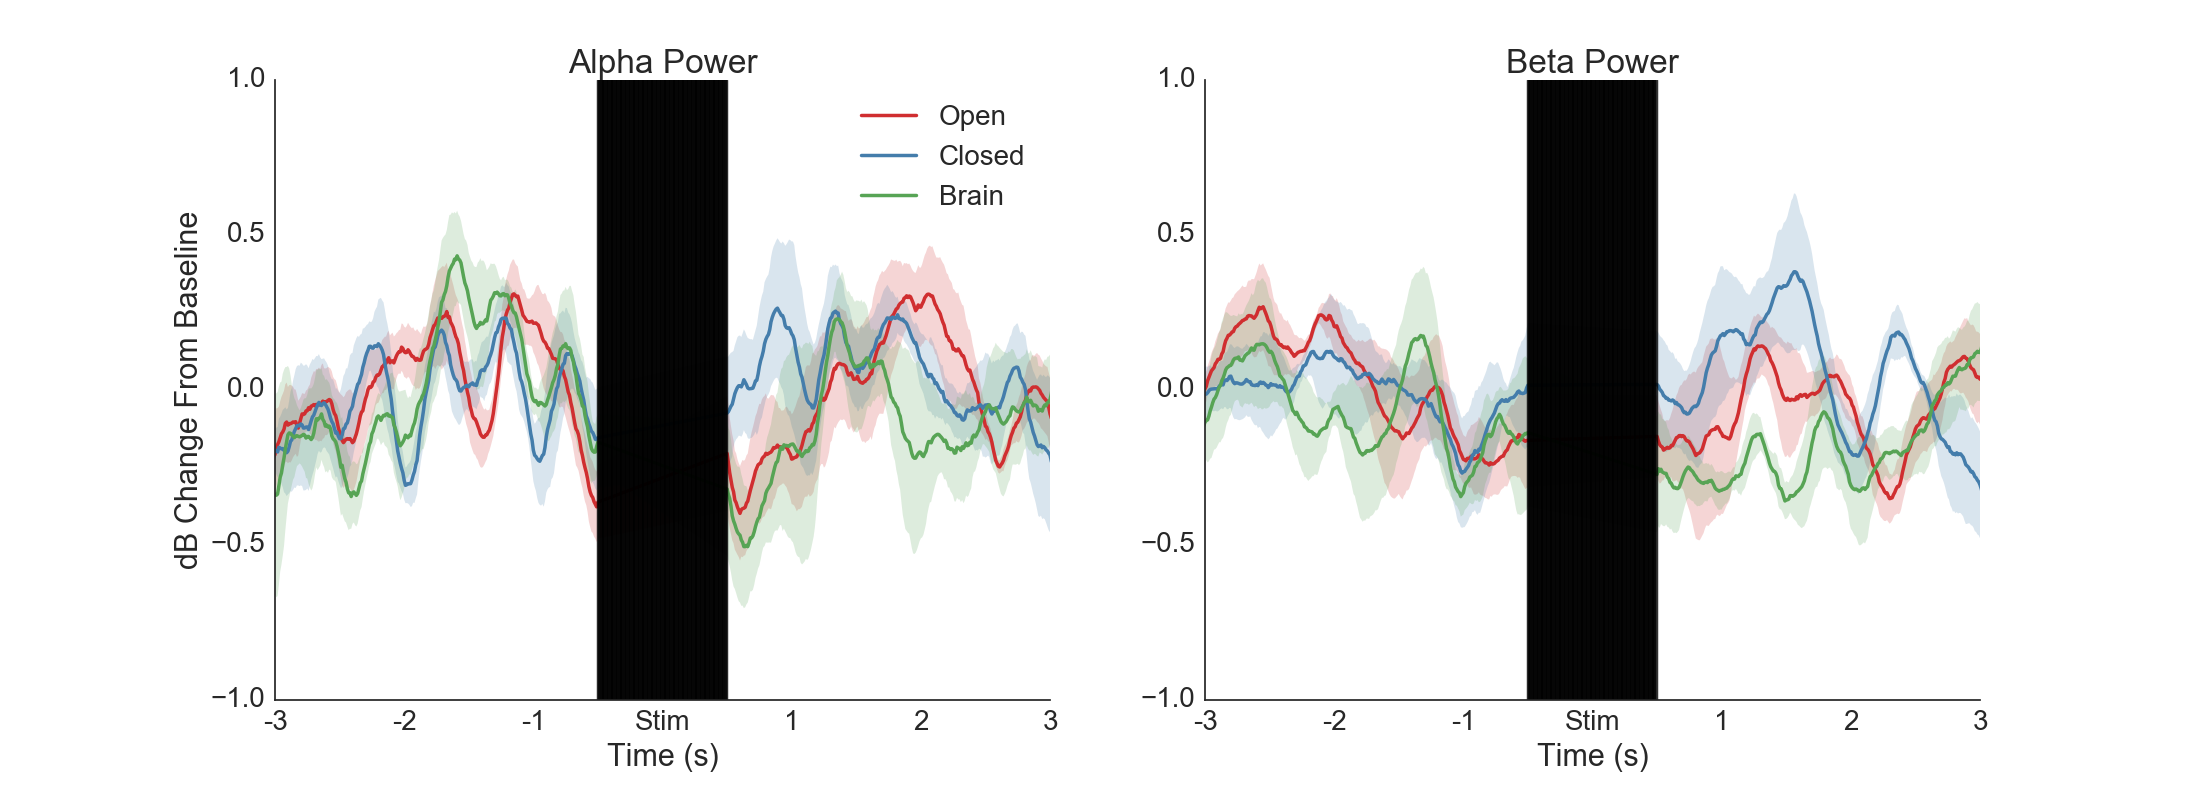 Alpha Power
1.0
0.5
0.0
−0.5
−1.0
dB Change From Baseline
Open
Closed
Brain
-3 -2 -1 Stim 1 2 3
Time (s)
Beta Power
1.0
0.5
0.0
−0.5
−1.0
-3 -2 -1 Stim 1 2 3
Time (s)